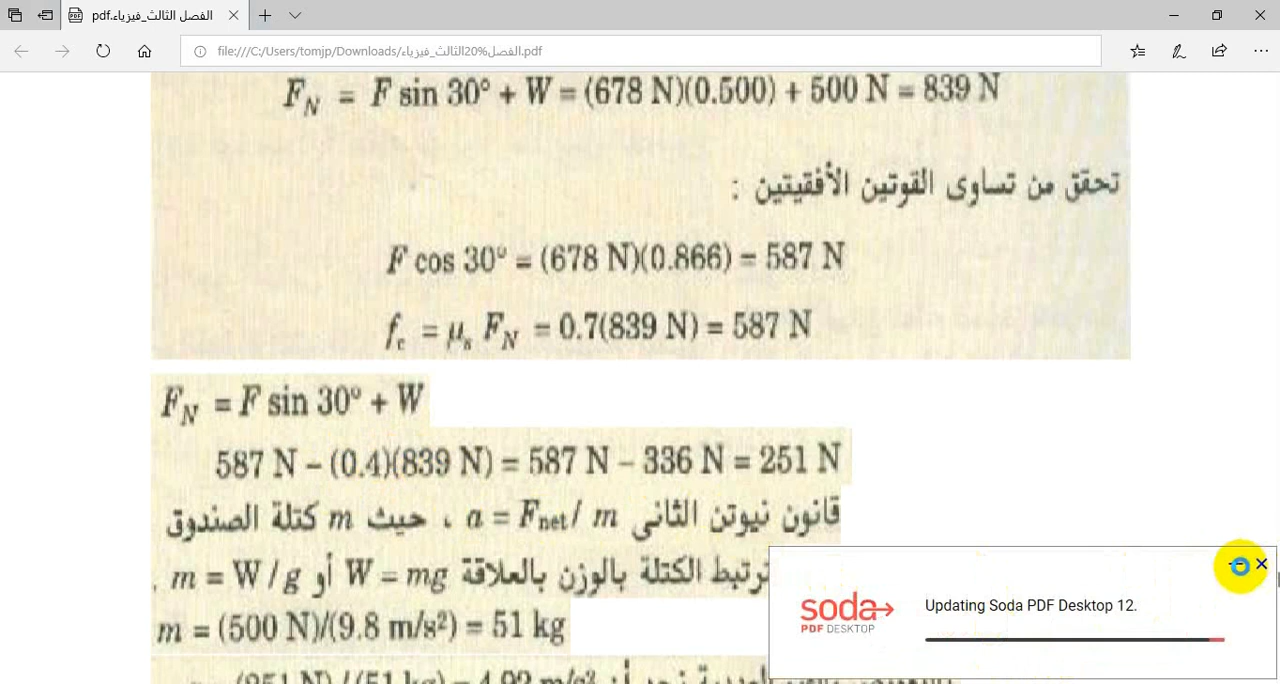 الفصل الثالث_فيزياء.pdf
file:///C:/Users/tomjp/Downloads/الفصل%20الثالث_فيزياء.pdf
F_N = F sin 30° + W = (678 N)(0.500) + 500 N = 839 N
تحقق من تساوى القوتين الأفقيتين :
F cos 30° = (678 N)(0.866) = 587 N
f_c = μ_s F_N = 0.7(839 N) = 587 N
F_N = F sin 30° + W
587 N – (0.4)(839 N) = 587 N – 336 N = 251 N
قانون نيوتن الثانى a = F_net / m ، حيث m كتلة الصندوق
ترتبط الكتلة بالوزن بالعلاقة W = mg أو m = W / g .
m = (500 N)/(9.8 m/s²) = 51 kg
soda
PDF DESKTOP
Updating Soda PDF Desktop 12.